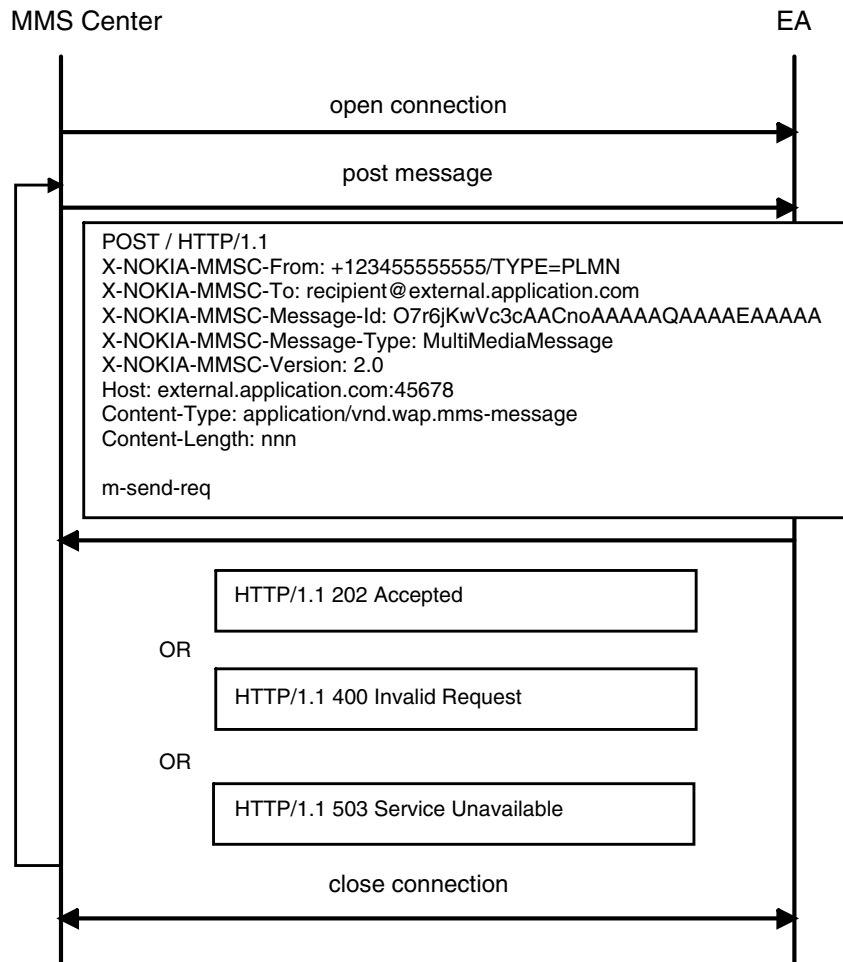 MMS Center
EA
open connection
post message
POST / HTTP/1.1
X-NOKIA-MMSC-From: +123455555555/TYPE=PLMN
X-NOKIA-MMSC-To: recipient@external.application.com
X-NOKIA-MMSC-Message-Id: O7r6jKwVc3cAACnoAAAAAQAAAAEAAAAA
X-NOKIA-MMSC-Message-Type: MultiMediaMessage
X-NOKIA-MMSC-Version: 2.0
Host: external.application.com:45678
Content-Type: application/vnd.wap.mms-message
Content-Length: nnn
m-send-req
HTTP/1.1 202 Accepted
OR
HTTP/1.1 400 Invalid Request
OR
HTTP/1.1 503 Service Unavailable
close connection